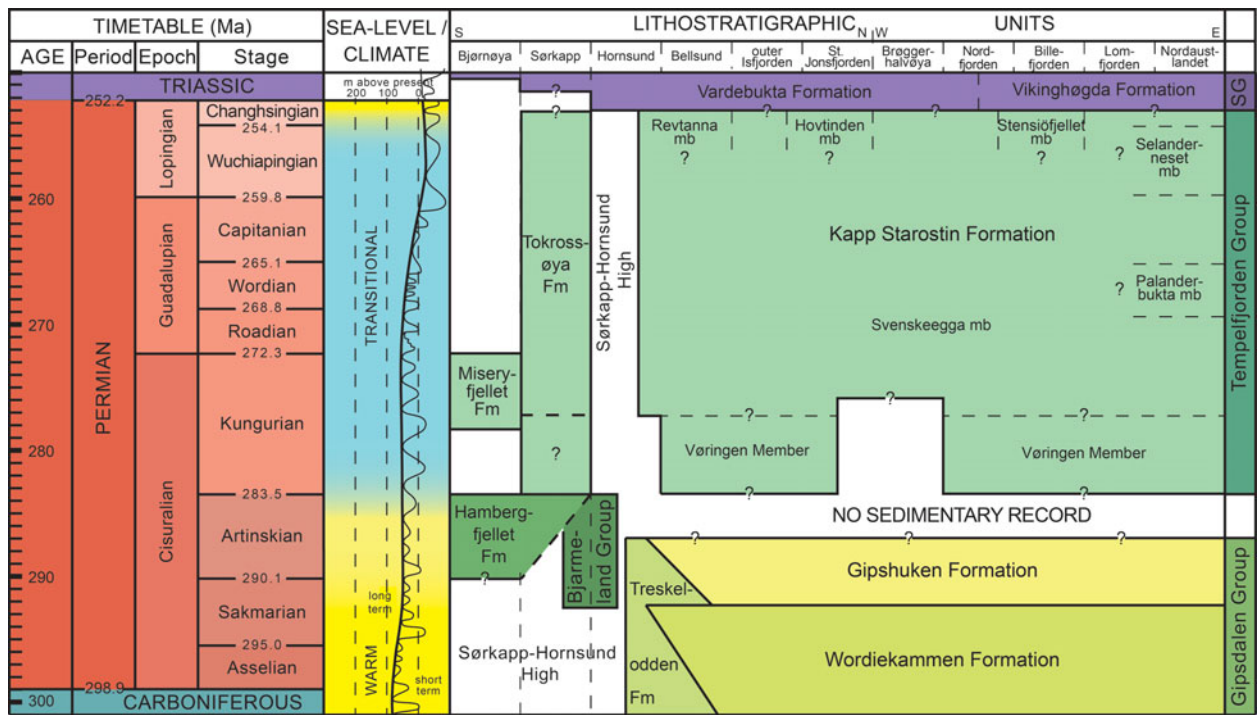 TIMETABLE (Ma)
SEA-LEVEL /
CLIMATE
LITHOSTRATIGRAPHIC UNITS
S
N
W
E
AGE
Period
Epoch
Stage
Bjørnøya
Sørkapp
Hornsund
Bellsund
outer
Isfjorden
St.
Jonsfjorden
Brøgger-
halvøya
Nord-
fjorden
Bille-
fjorden
Lom-
fjorden
Nordaust-
landet
TRIASSIC
252.2
m above present
200 100 0
?
Vardebukta Formation
Vikinghøgda Formation
SG
260
270
280
290
300
PERMIAN
Lopingian
Guadalupian
Cisuralian
Changhsingian
254.1
Wuchiapingian
259.8
Capitanian
265.1
Wordian
268.8
Roadian
272.3
Kungurian
283.5
Artinskian
290.1
Sakmarian
295.0
Asselian
298.9
CARBONIFEROUS
TRANSITIONAL
long
term
WARM
short
term
?
?
?
?
Revtanna
mb
?
Hovtinden
mb
?
Stensiöfjellet
mb
?
?
Selander-
neset
mb
Tokross-
øya
Fm
Sørkapp-Hornsund
High
Kapp Starostin Formation
?
Palander-
bukta mb
Svenskeegga mb
Tempelfjorden Group
Misery-
fjellet
Fm
?
?
?
?
Vøringen Member
Vøringen Member
?
?
Hamberg-
fjellet
Fm
?
Bjarme-
land Group
NO SEDIMENTARY RECORD
?
?
?
Gipshuken Formation
Treskel-
odden
Fm
Wordiekammen Formation
Gipsdalen Group
Sørkapp-Hornsund
High